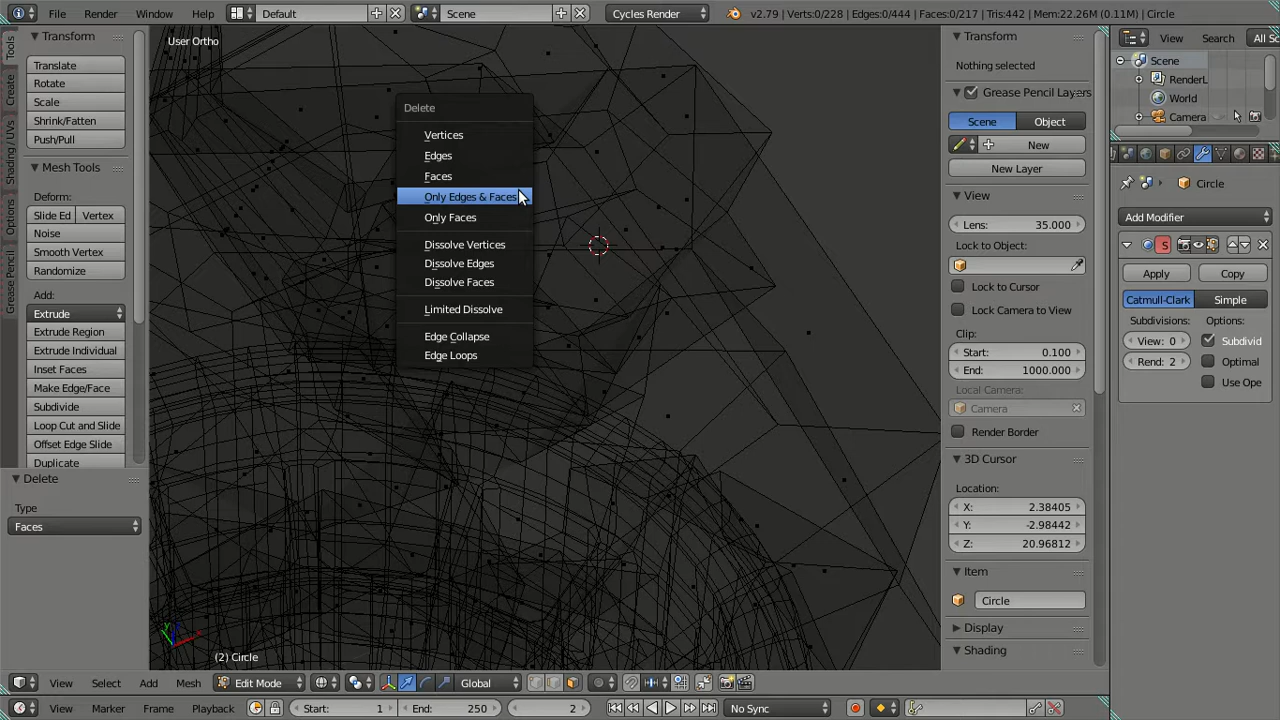 File Render Window Help Default Scene Cycles Render v2.79 | Verts:0/228 | Edges:0/444 | Faces:0/217 | Tris:442 | Mem:22.26M (0.11M) | Circle
Tools
Create
Shading / UVs
Options
Grease Pencil
Transform
Translate
Rotate
Scale
Shrink/Fatten
Push/Pull
Mesh Tools
Deform:
Slide Ed Vertex
Noise
Smooth Vertex
Randomize
Add:
Extrude
Extrude Region
Extrude Individual
Inset Faces
Make Edge/Face
Subdivide
Loop Cut and Slide
Offset Edge Slide
Duplicate
Delete
Type
Faces
User Ortho
Delete
Vertices
Edges
Faces
Only Edges & Faces
Only Faces
Dissolve Vertices
Dissolve Edges
Dissolve Faces
Limited Dissolve
Edge Collapse
Edge Loops
(2) Circle
Transform
Nothing selected
Grease Pencil Layers
Scene Object
New
New Layer
View
Lens: 35.000
Lock to Object:
Lock to Cursor
Lock Camera to View
Clip:
Start: 0.100
End: 1000.000
Local Camera:
Camera
Render Border
3D Cursor
Location:
X: 2.38405
Y: -2.98442
Z: 20.96812
Item
Circle
Display
Shading
View Search All Sc
Scene
RenderL
World
Camera
Circle
Add Modifier
S
Apply Copy
Catmull-Clark Simple
Subdivisions: Options:
View: 0 Subdivid
Rend: 2 Optimal
Use Ope
View Select Add Mesh Edit Mode Global
View Marker Frame Playback Start: 1 End: 250 2 No Sync